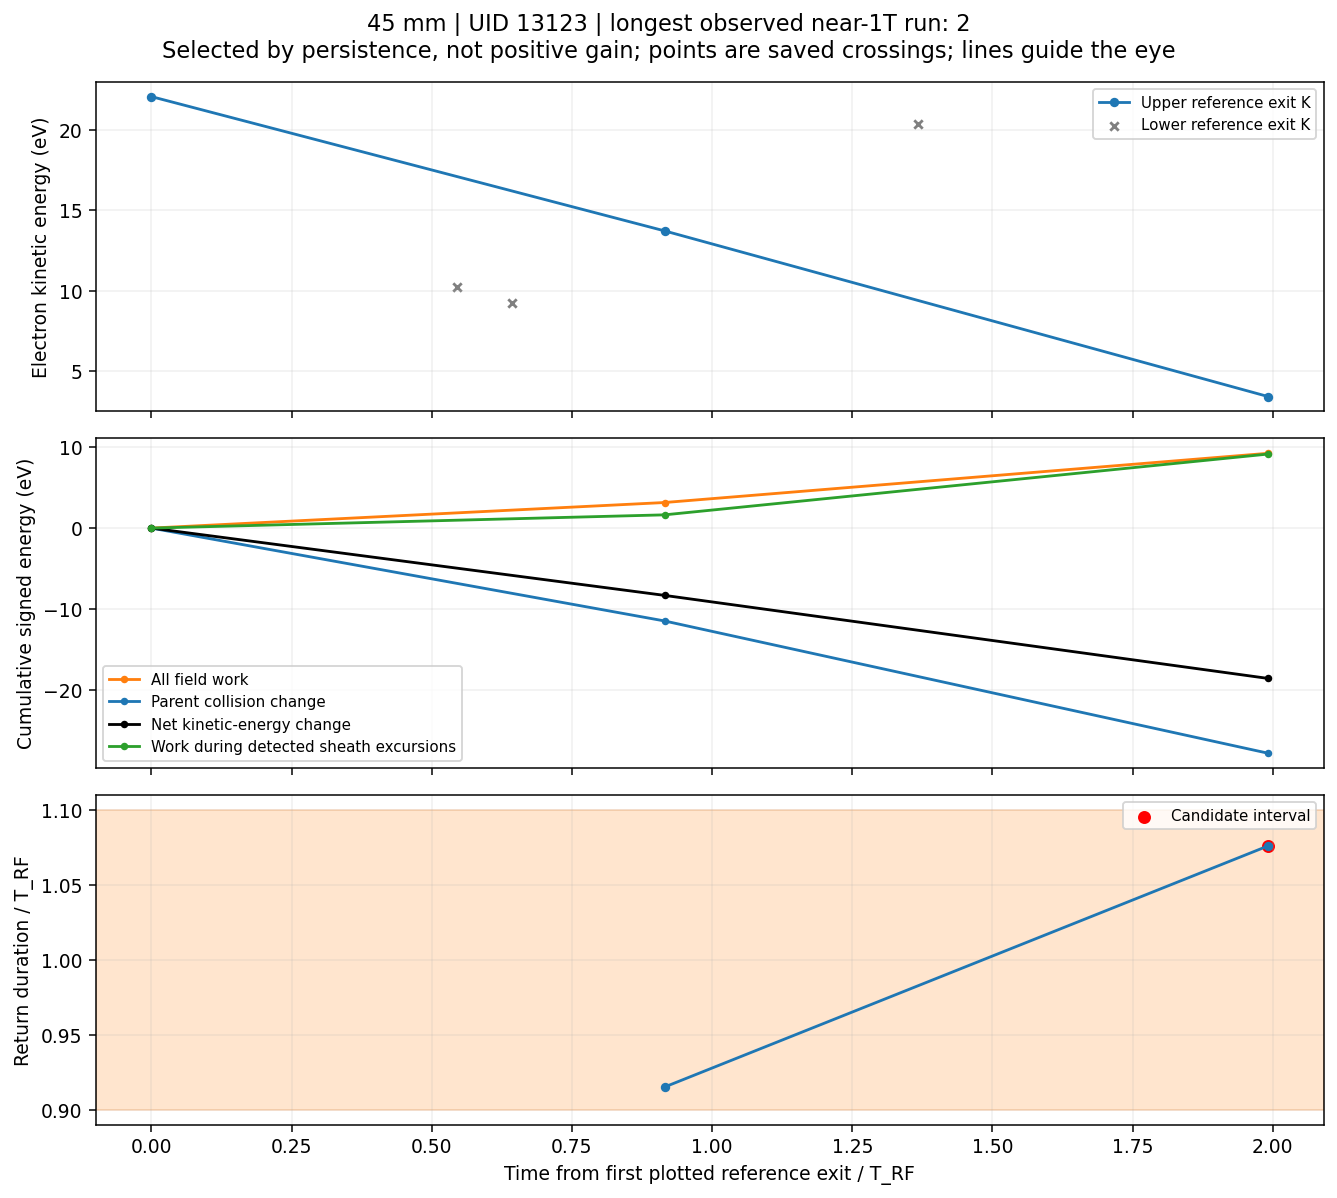 45 mm | UID 13123 | longest observed near-1T run: 2
Selected by persistence, not positive gain; points are saved crossings; lines guide the eye
Electron kinetic energy (eV)
20
15
10
5
Upper reference exit K
Lower reference exit K
Cumulative signed energy (eV)
10
0
−10
−20
All field work
Parent collision change
Net kinetic-energy change
Work during detected sheath excursions
Return duration / T_RF
1.10
1.05
1.00
0.95
0.90
Candidate interval
0.00 0.25 0.50 0.75 1.00 1.25 1.50 1.75 2.00
Time from first plotted reference exit / T_RF